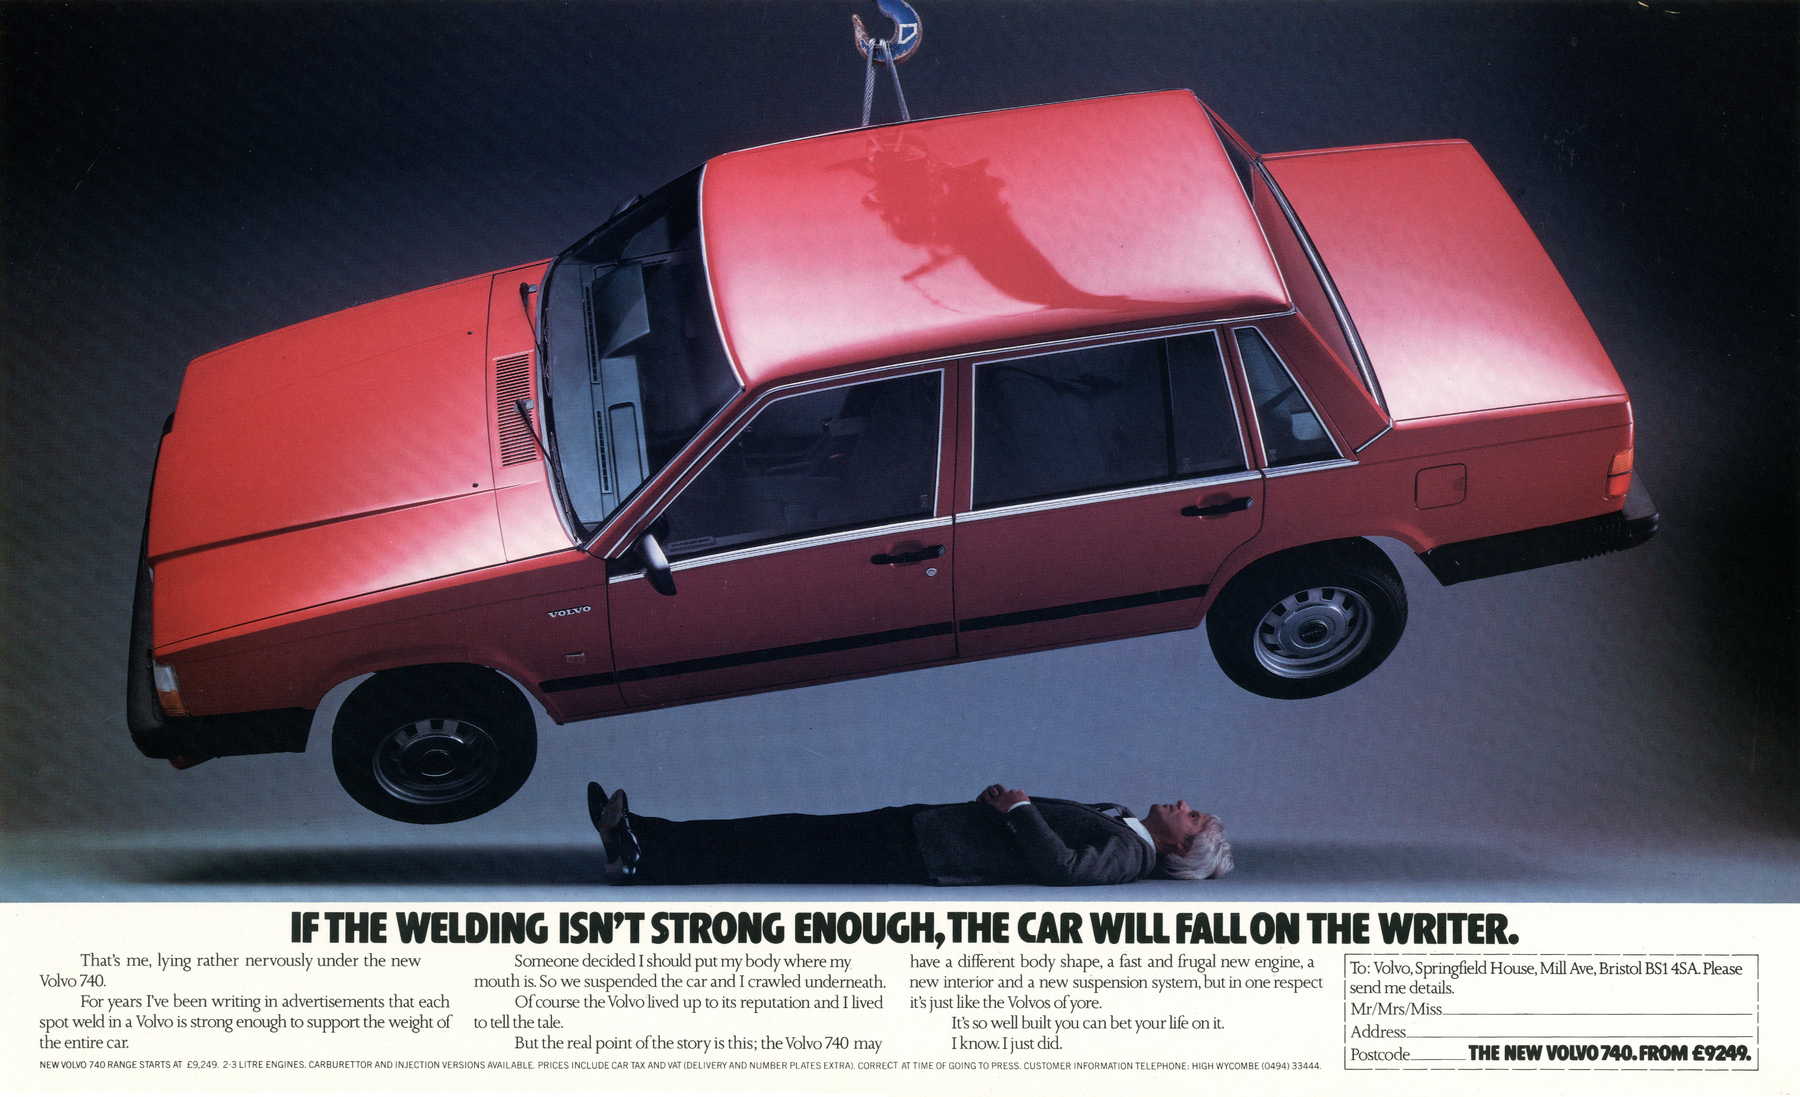 VOLVO
IF THE WELDING ISN'T STRONG ENOUGH, THE CAR WILL FALL ON THE WRITER.
That's me, lying rather nervously under the new
Volvo 740.
For years I've been writing in advertisements that each
spot weld in a Volvo is strong enough to support the weight of
the entire car.
Someone decided I should put my body where my
mouth is. So we suspended the car and I crawled underneath.
Of course the Volvo lived up to its reputation and I lived
to tell the tale.
But the real point of the story is this; the Volvo 740 may
have a different body shape, a fast and frugal new engine, a
new interior and a new suspension system, but in one respect
it's just like the Volvos of yore.
It's so well built you can bet your life on it.
I know. I just did.
To: Volvo, Springfield House, Mill Ave, Bristol BS1 4SA. Please
send me details.
Mr/Mrs/Miss
Address
Postcode THE NEW VOLVO 740. FROM £9249.
NEW VOLVO 740 RANGE STARTS AT £9,249. 2·3 LITRE ENGINES. CARBURETTOR AND INJECTION VERSIONS AVAILABLE. PRICES INCLUDE CAR TAX AND VAT (DELIVERY AND NUMBER PLATES EXTRA). CORRECT AT TIME OF GOING TO PRESS. CUSTOMER INFORMATION TELEPHONE: HIGH WYCOMBE (0494) 33444.